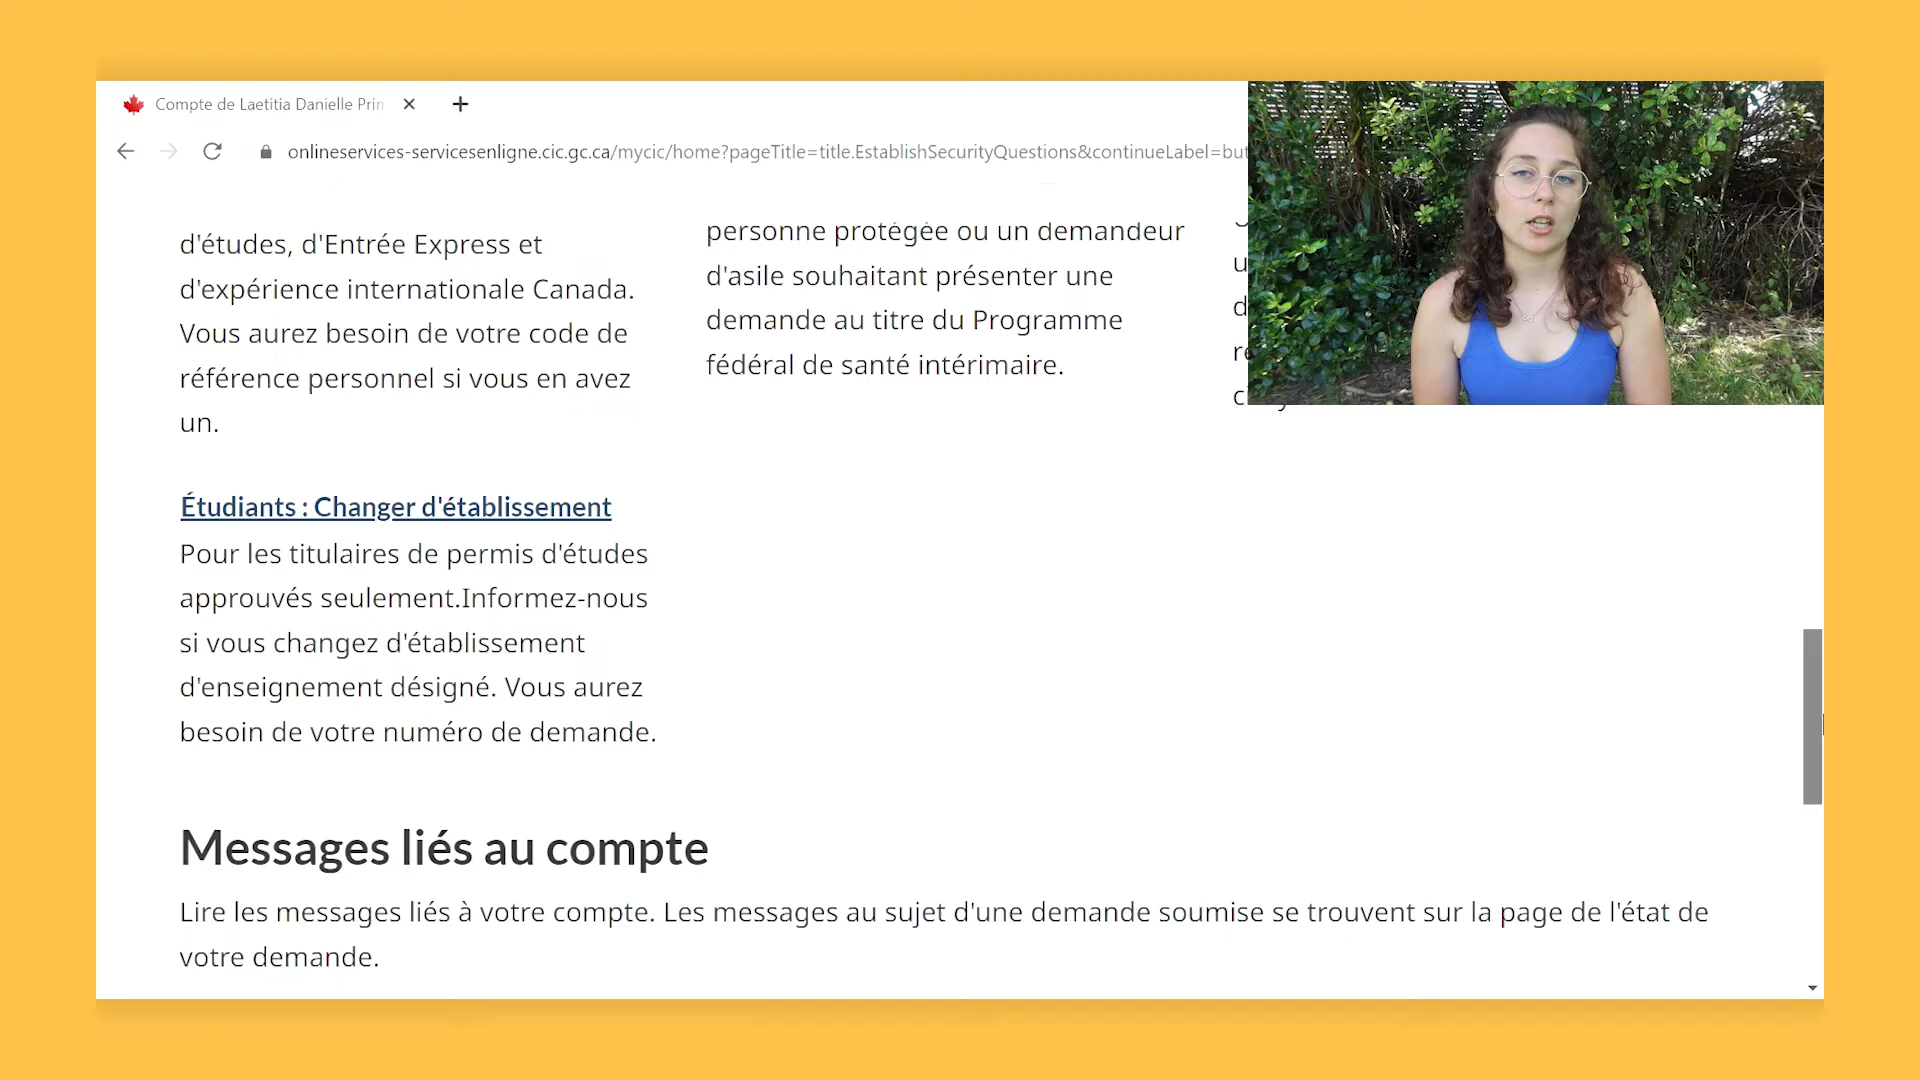 Compte de Laetitia Danielle Prin
onlineservices-servicesenligne.cic.gc.ca/mycic/home?pageTitle=title.EstablishSecurityQuestions&continueLabel=but
d'études, d'Entrée Express et
d'expérience internationale Canada.
Vous aurez besoin de votre code de
référence personnel si vous en avez
un.
personne protégée ou un demandeur
d'asile souhaitant présenter une
demande au titre du Programme
fédéral de santé intérimaire.
Étudiants : Changer d'établissement
Pour les titulaires de permis d'études
approuvés seulement.Informez-nous
si vous changez d'établissement
d'enseignement désigné. Vous aurez
besoin de votre numéro de demande.
Messages liés au compte
Lire les messages liés à votre compte. Les messages au sujet d'une demande soumise se trouvent sur la page de l'état de
votre demande.